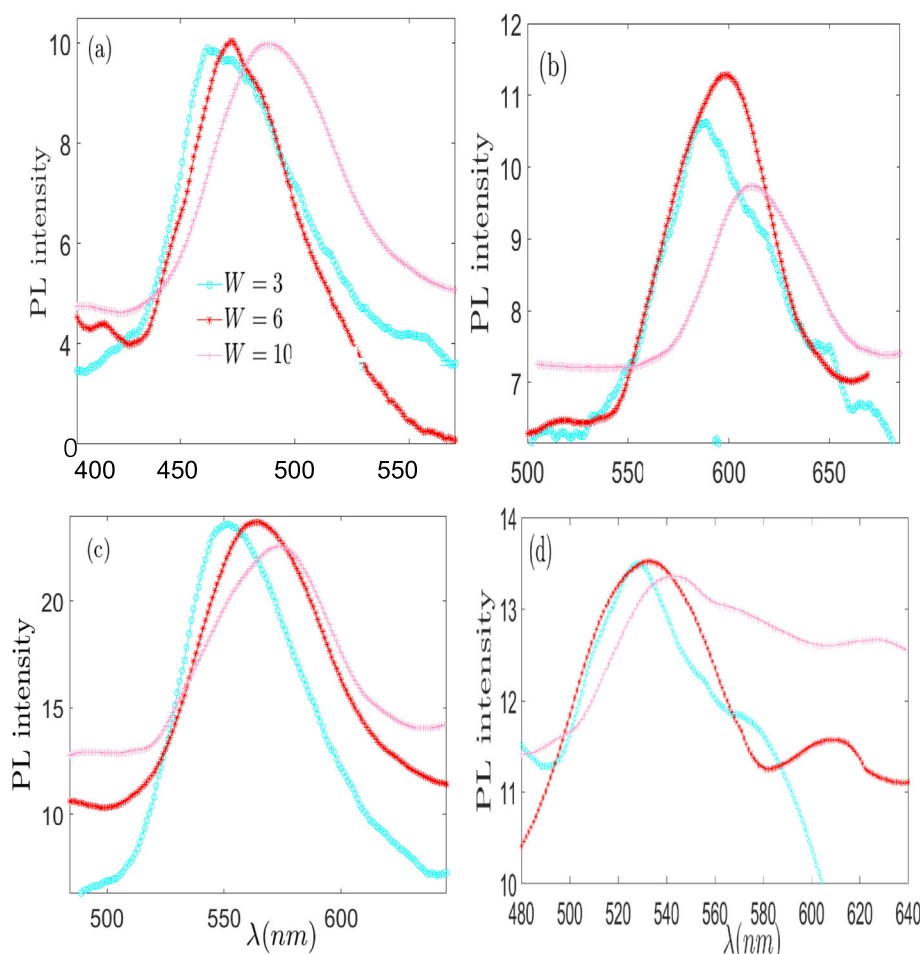 (a)
PL intensity
10
8
6
4
0
400 450 500 550
W = 3
W = 6
W = 10
(b)
PL intensity
12
11
10
9
8
7
500 550 600 650
(c)
PL intensity
20
15
10
500 550 600
λ(nm)
(d)
PL intensity
14
13
12
11
10
480 500 520 540 560 580 600 620 640
λ(nm)